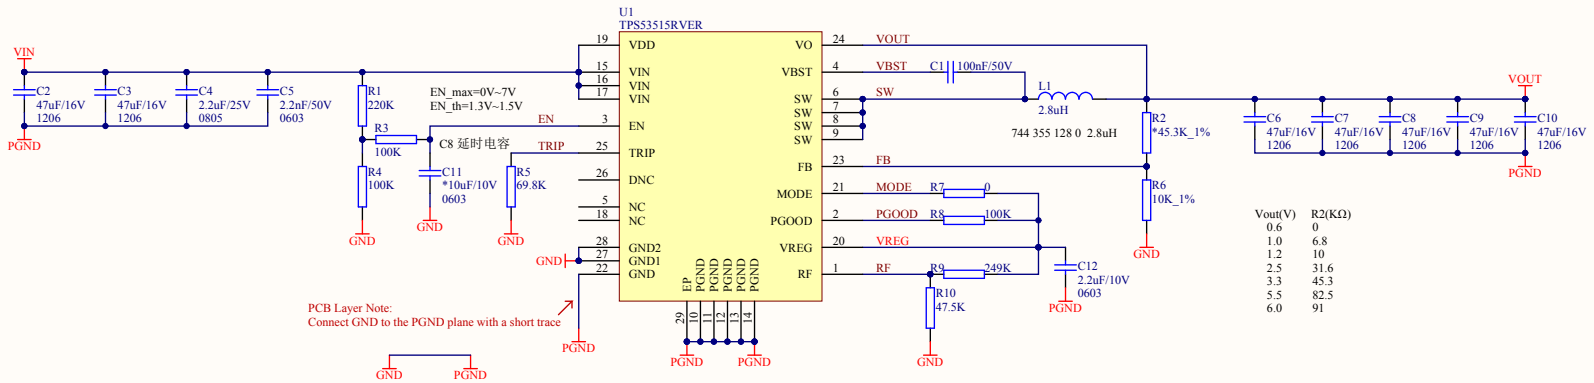 U1
TPS53515RVER
VIN
C2
47uF/16V
1206
PGND
C3
47uF/16V
1206
C4
2.2uF/25V
0805
C5
2.2nF/50V
0603
R1
220K
EN_max=0V~7V
EN_th=1.3V~1.5V
R3
100K
EN
C8 延时电容
R4
100K
GND
C11
*10uF/10V
0603
GND
TRIP
R5
69.8K
GND
GND
PCB Layer Note:
Connect GND to the PGND plane with a short trace
PGND
GND
PGND
19 VDD
15 VIN
16 VIN
17 VIN
3 EN
25 TRIP
26 DNC
5 NC
18 NC
28 GND2
27 GND1
22 GND
EP PGND PGND PGND PGND PGND
29 10 11 12 13 14
PGND
PGND
VO 24 VOUT
VBST 4 VBST
SW 6 SW
SW 7
SW 8
SW 9
FB 23 FB
MODE 21 MODE
PGOOD 2 PGOOD
VREG 20 VREG
RF 1 RF
C1 100nF/50V
L1
2.8uH
744 355 128 0 2.8uH
R7 0
R8 100K
R9 249K
R10
47.5K
GND
C12
2.2uF/10V
0603
PGND
R2
*45.3K_1%
R6
10K_1%
GND
VOUT
C6
47uF/16V
1206
C7
47uF/16V
1206
C8
47uF/16V
1206
C9
47uF/16V
1206
C10
47uF/16V
1206
PGND
Vout(V) R2(KΩ)
0.6 0
1.0 6.8
1.2 10
2.5 31.6
3.3 45.3
5.5 82.5
6.0 91